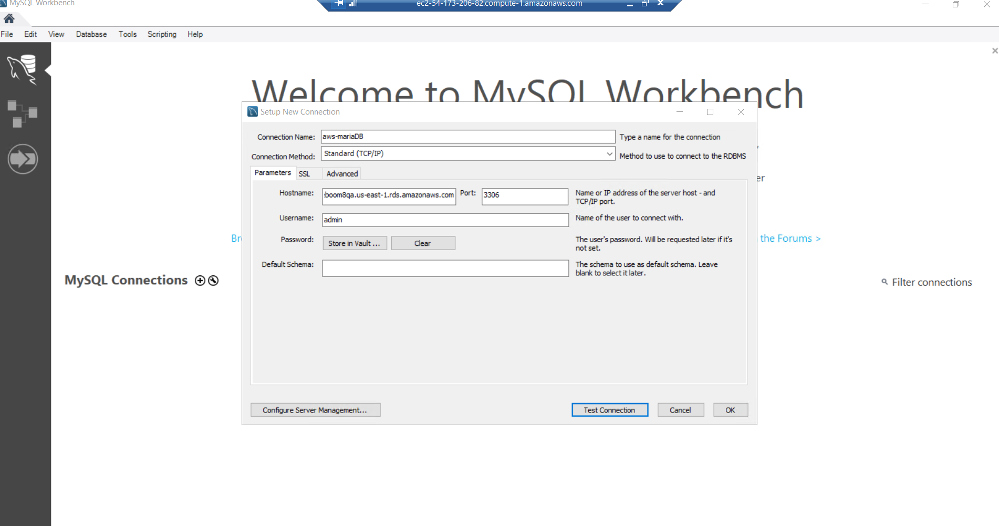 MySQL Workbench
ec2-54-173-206-82.compute-1.amazonaws.com
File Edit View Database Tools Scripting Help
Welcome to MySQL Workbench
Setup New Connection
Connection Name: aws-mariaDB Type a name for the connection
Connection Method: Standard (TCP/IP) Method to use to connect to the RDBMS
Parameters SSL Advanced
er
Hostname: boom8qa.us-east-1.rds.amazonaws.com Port: 3306 Name or IP address of the server host - and
TCP/IP port.
Username: admin Name of the user to connect with.
Password: Store in Vault ... Clear The user's password. Will be requested later if it's
not set.
Br the Forums >
Default Schema: The schema to use as default schema. Leave
blank to select it later.
MySQL Connections
Filter connections
Configure Server Management... Test Connection Cancel OK